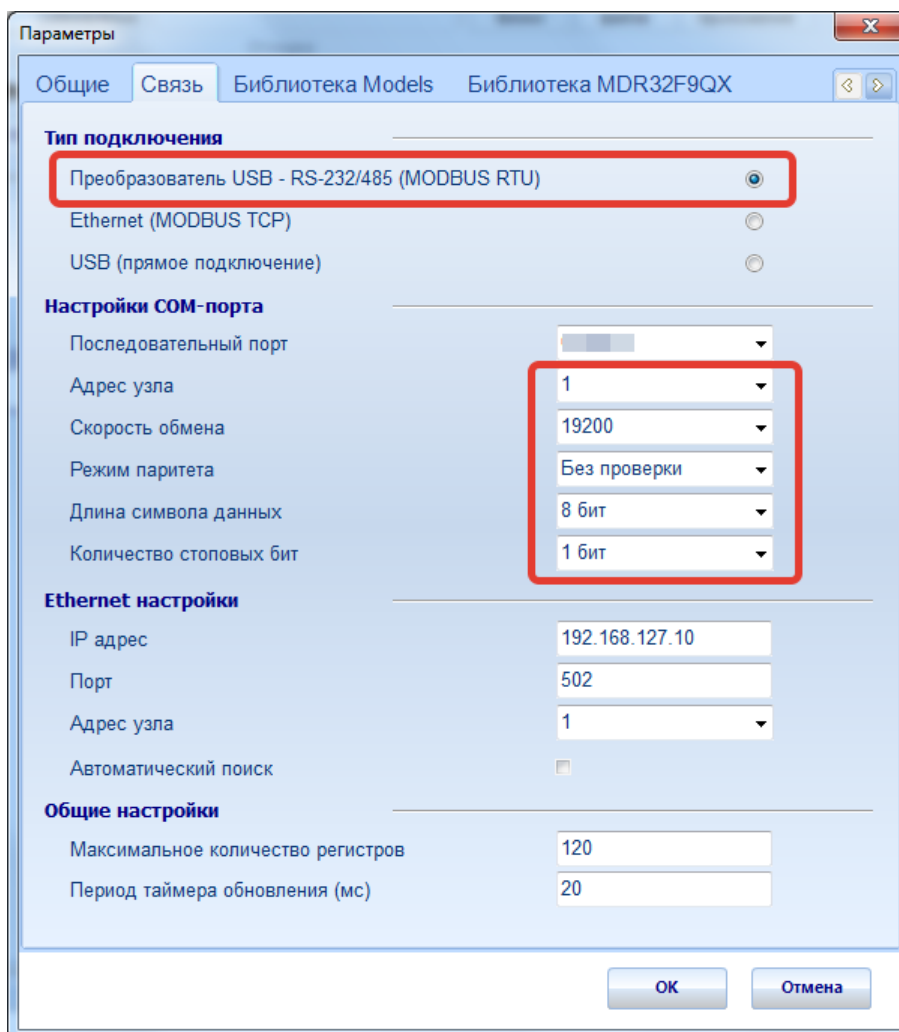 Параметры
Общие Связь Библиотека Models Библиотека MDR32F9QX
Тип подключения
Преобразователь USB - RS-232/485 (MODBUS RTU)
Ethernet (MODBUS TCP)
USB (прямое подключение)
Настройки COM-порта
Последовательный порт
Адрес узла 1
Скорость обмена 19200
Режим паритета Без проверки
Длина символа данных 8 бит
Количество стоповых бит 1 бит
Ethernet настройки
IP адрес 192.168.127.10
Порт 502
Адрес узла 1
Автоматический поиск
Общие настройки
Максимальное количество регистров 120
Период таймера обновления (мс) 20
OK Отмена